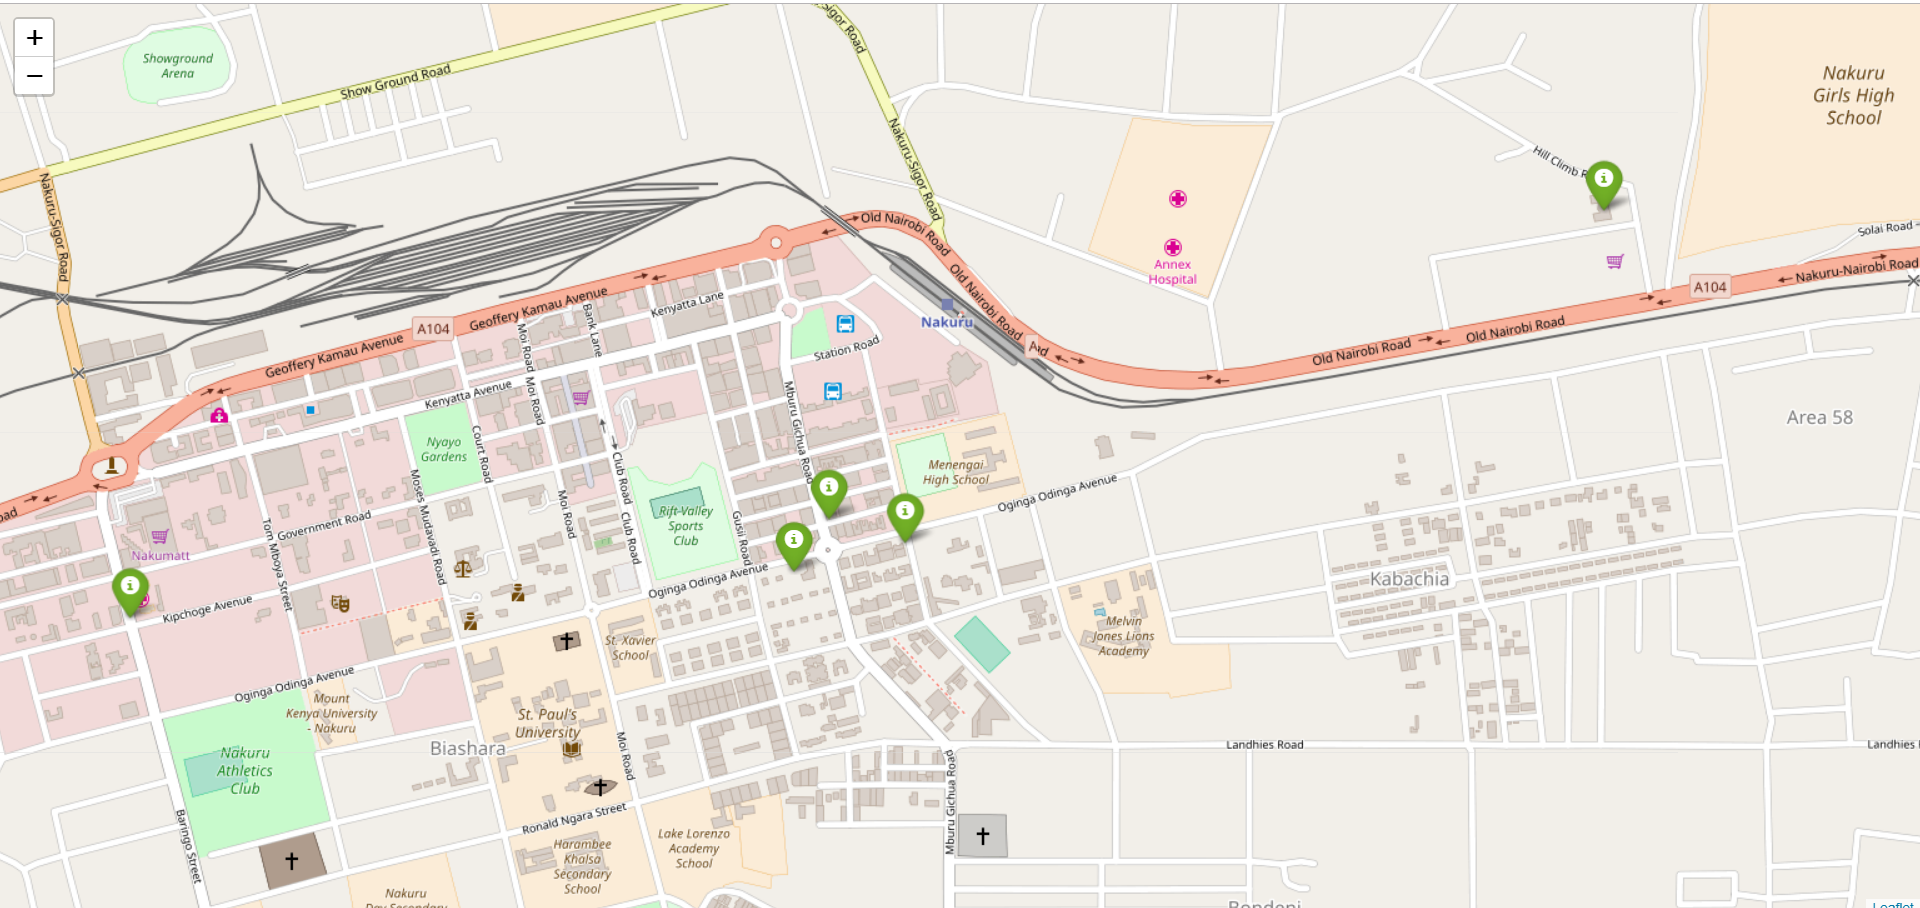 +
−
Showground
Arena
Show Ground Road
Sigor Road
Nakuru-Sigor Road
Nakuru-Sigor Road
Nakuru
Girls High
School
Hill Climb R
Solai Road
Annex
Hospital
Old Nairobi Road
Old Nairobi Road
A104
Nakuru-Nairobi Road
Nakuru
Old Nairobi Road
Old Nairobi Road
Geoffery Kamau Avenue
A104
Geoffery Kamau Avenue
Kenyatta Lane
Bank Lane
Moi Road
Moi Road
Station Road
Kenyatta Avenue
Mburu Gichua Road
Area 58
Nyayo
Gardens
Court Road
Club Road
Club Road
Menengai
High School
Oginga Odinga Avenue
Moses Mudavadi Road
Moi Road
Rift-Valley
Sports
Club
Gusii Road
oad
Government Road
Tom Mboya Street
Nakumatt
Kipchoge Avenue
Oginga Odinga Avenue
Kabachia
Melvin
Jones Lions
Academy
St. Xavier
School
Oginga Odinga Avenue
Mount
Kenya University
- Nakuru
St. Paul's
University
Biashara
Moi Road
Nakuru
Athletics
Club
Landhies Road
Landhies
Mburu Gichua Road
Baringo Street
Ronald Ngara Street
Lake Lorenzo
Academy
School
Harambee
Khalsa
Secondary
School
Nakuru
Day Secondary
Bondeni
Leaflet